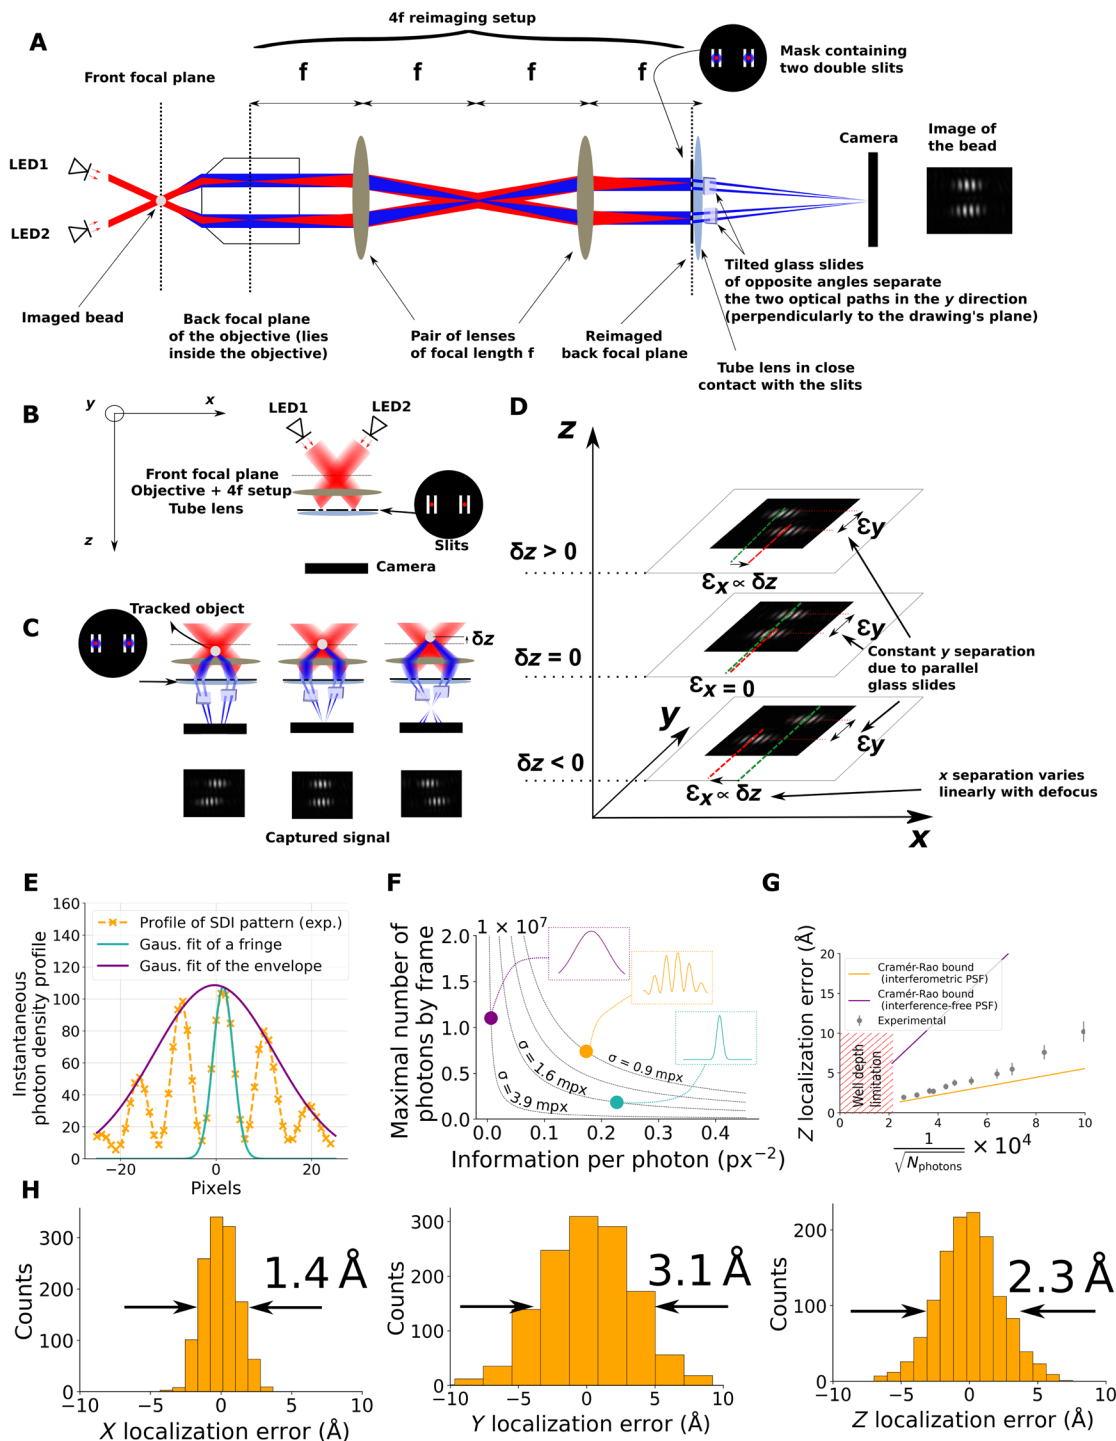 4f reimaging setup
A
Mask containing
two double slits
Front focal plane
f
f
f
f
LED1
LED2
Camera
Image of
the bead
Imaged bead
Back focal plane
of the objective (lies
inside the objective)
Pair of lenses
of focal length f
Reimaged
back focal plane
Tilted glass slides
of opposite angles separate
the two optical paths in the y direction
(perpendicularly to the drawing's plane)
Tube lens in close
contact with the slits
B
y
x
z
LED1
LED2
Front focal plane
Objective + 4f setup
Tube lens
Slits
Camera
C
Tracked object
δz
Captured signal
D
z
δz > 0
εy
εx ∝ δz
δz = 0
εy
εx = 0
Constant y separation
due to parallel
glass slides
y
δz < 0
εy
εx ∝ δz
x separation varies
linearly with defocus
x
E
Instantaneous
photon density profile
160
140
120
100
80
60
40
20
0
Profile of SDI pattern (exp.)
Gaus. fit of a fringe
Gaus. fit of the envelope
−20
0
20
Pixels
F
Maximal number of
photons by frame
1 × 10⁷
2.0
1.5
1.0
0.5
0.0
σ = 0.9 mpx
σ = 1.6 mpx
σ = 3.9 mpx
0.0
0.1
0.2
0.3
0.4
Information per photon (px⁻²)
G
Z localization error (Å)
20
15
10
5
0
Cramér-Rao bound
(interferometric PSF)
Cramér-Rao bound
(interference-free PSF)
Experimental
Well depth
limitation
0
2
4
6
8
10
1/√N_photons × 10⁴
H
Counts
300
200
100
0
1.4 Å
−10
−5
0
5
10
X localization error (Å)
Counts
300
200
100
0
3.1 Å
−10
−5
0
5
10
Y localization error (Å)
Counts
200
100
0
2.3 Å
−10
−5
0
5
10
Z localization error (Å)